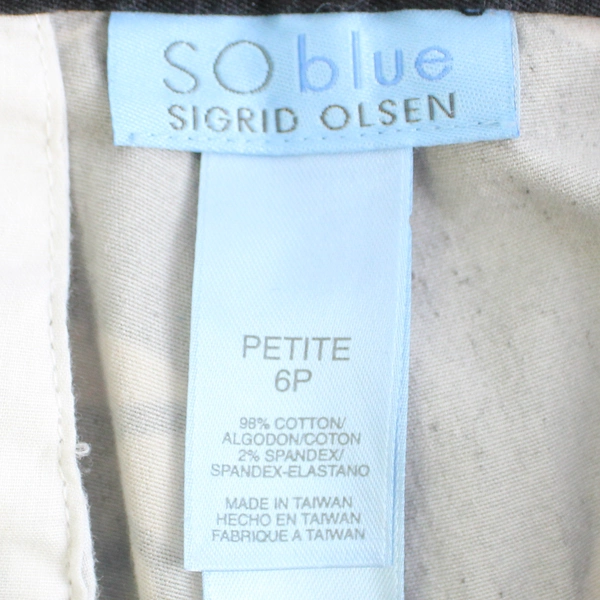 SO blue
SIGRID OLSEN
PETITE
6P
98% COTTON/
ALGODON/COTON
2% SPANDEX/
SPANDEX-ELASTANO
MADE IN TAIWAN
HECHO EN TAIWAN
FABRIQUE A TAIWAN